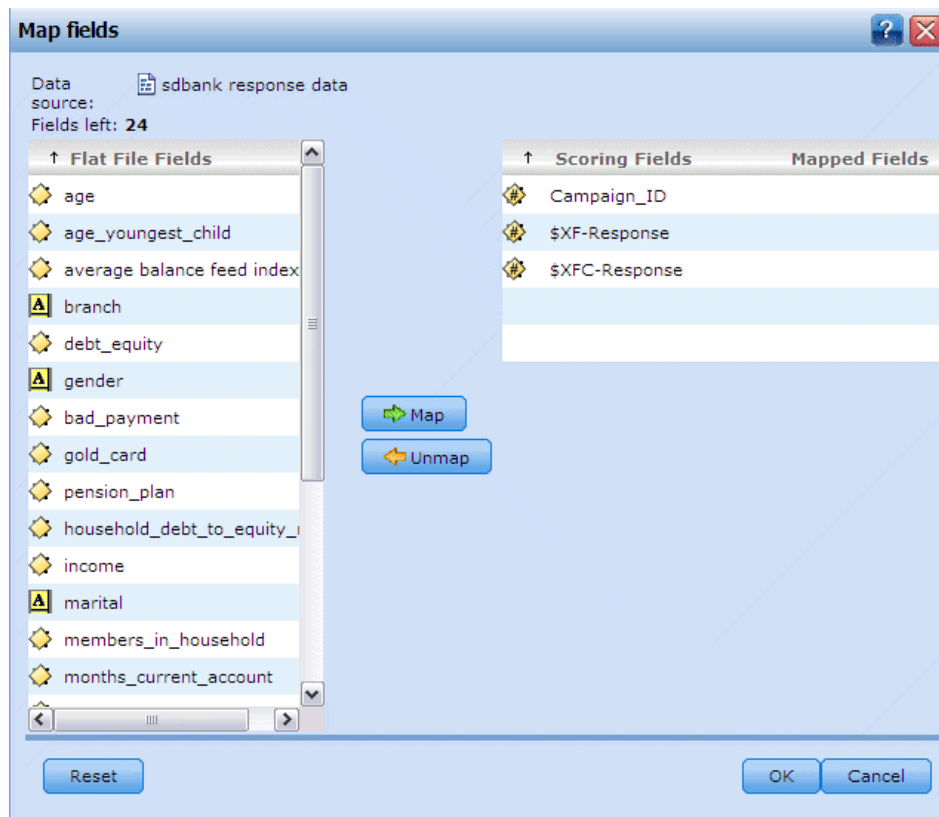 Map fields
?
Data source:
sdbank response data
Fields left: 24
↑ Flat File Fields
age
age_youngest_child
average balance feed index
A branch
debt_equity
A gender
bad_payment
gold_card
pension_plan
household_debt_to_equity_
income
A marital
members_in_household
months_current_account
↑ Scoring Fields Mapped Fields
# Campaign_ID
# $XF-Response
# $XFC-Response
Map
Unmap
Reset
OK
Cancel